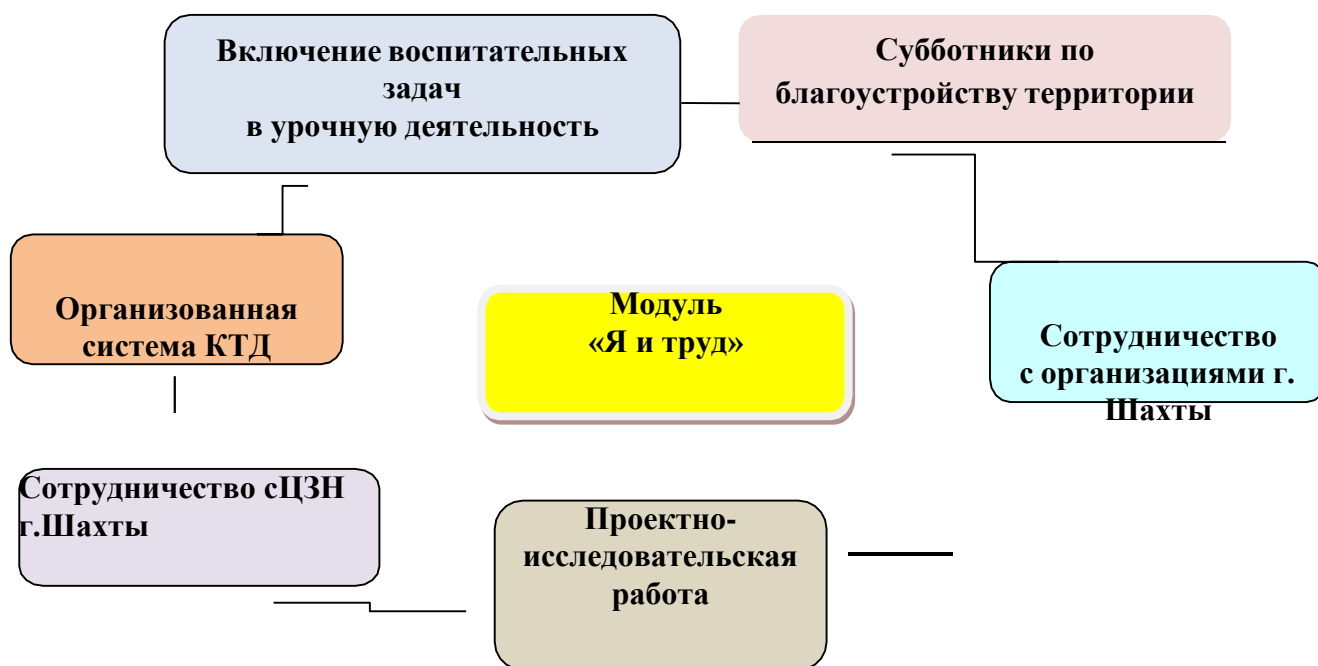 Включение воспитательных
задач
в урочную деятельность
Субботники по
благоустройству территории
Организованная
система КТД
Модуль
«Я и труд»
Сотрудничество
с организациями г.
Шахты
Сотрудничество сЦЗН
г.Шахты
Проектно-
исследовательская
работа